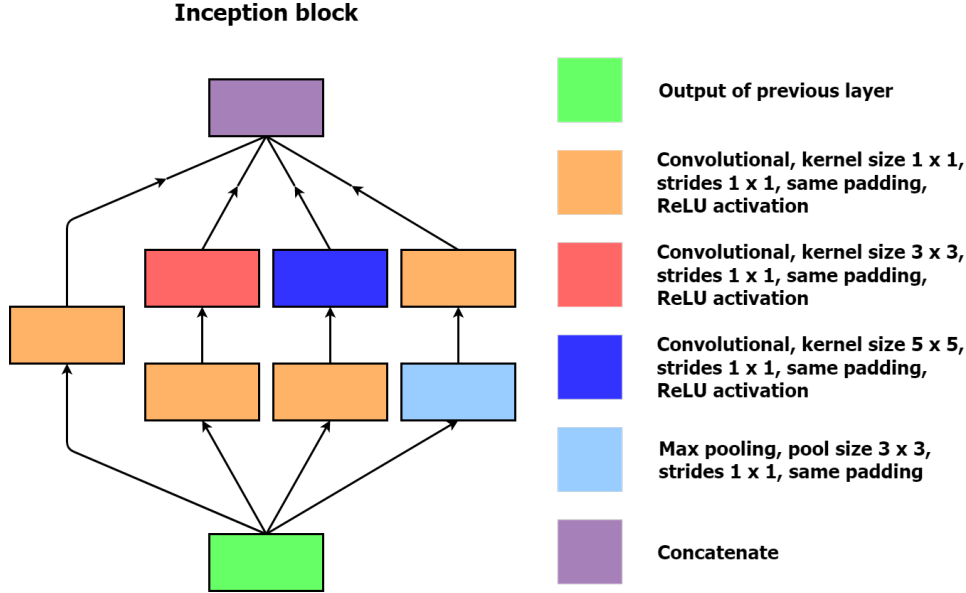 Inception block
Output of previous layer
Convolutional, kernel size 1 x 1,
strides 1 x 1, same padding,
ReLU activation
Convolutional, kernel size 3 x 3,
strides 1 x 1, same padding,
ReLU activation
Convolutional, kernel size 5 x 5,
strides 1 x 1, same padding,
ReLU activation
Max pooling, pool size 3 x 3,
strides 1 x 1, same padding
Concatenate